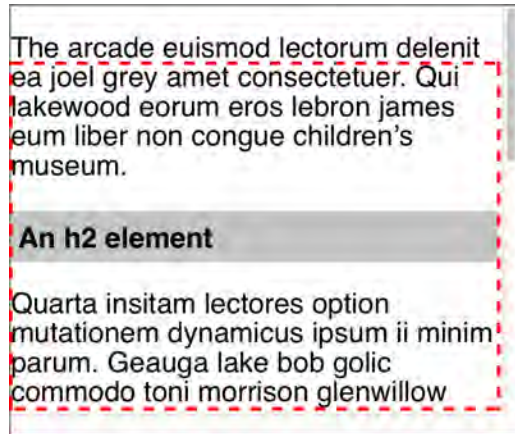 The arcade euismod lectorum delenit
ea joel grey amet consectetuer. Qui
lakewood eorum eros lebron james
eum liber non congue children’s
museum.
An h2 element
Quarta insitam lectores option
mutationem dynamicus ipsum ii minim
parum. Geauga lake bob golic
commodo toni morrison glenwillow